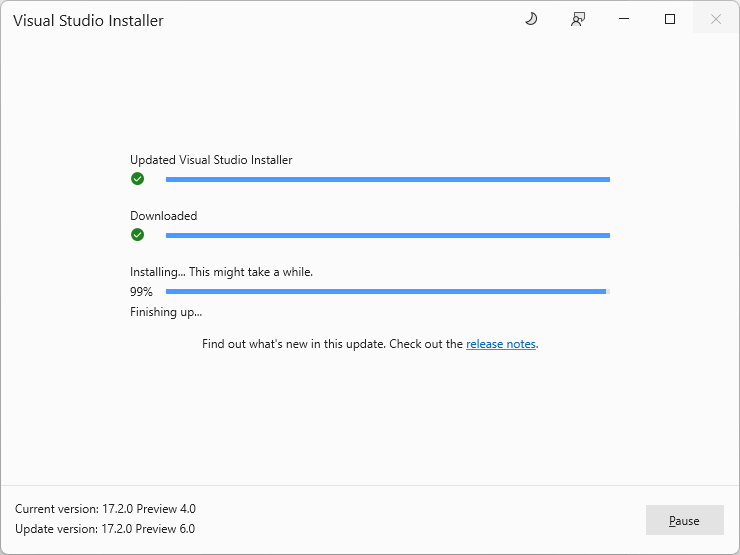 Visual Studio Installer
Updated Visual Studio Installer
Downloaded
Installing... This might take a while.
99%
Finishing up...
Find out what's new in this update. Check out the release notes.
Current version: 17.2.0 Preview 4.0
Update version: 17.2.0 Preview 6.0
Pause